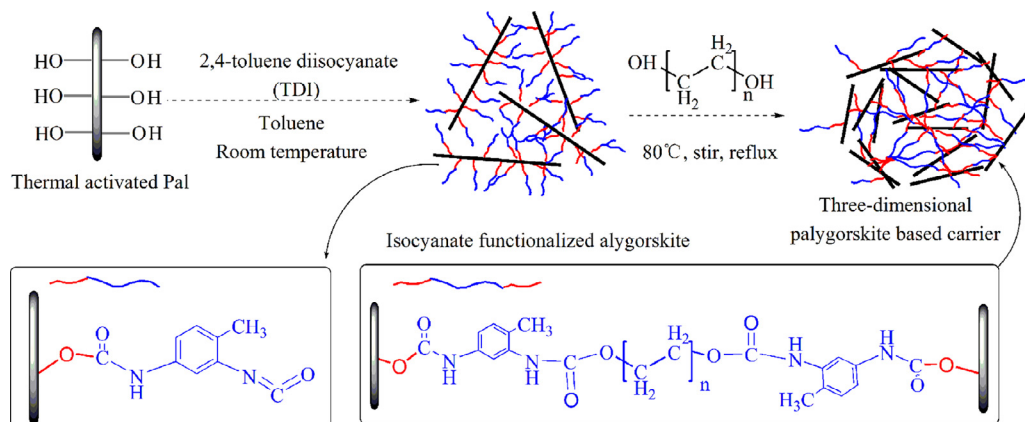 HO OH
HO OH
HO OH
Thermal activated Pal
2,4-toluene diisocyanate
(TDI)
Toluene
Room temperature
OH C H2 C H2 n OH
80℃, stir, reflux
Three-dimensional
palygorskite based carrier
Isocyanate functionalized alygorskite
O C O N H CH3 N C O
O C O N H CH3 N H C O O C H2 C H2 n O C O N H H3C H N C O O